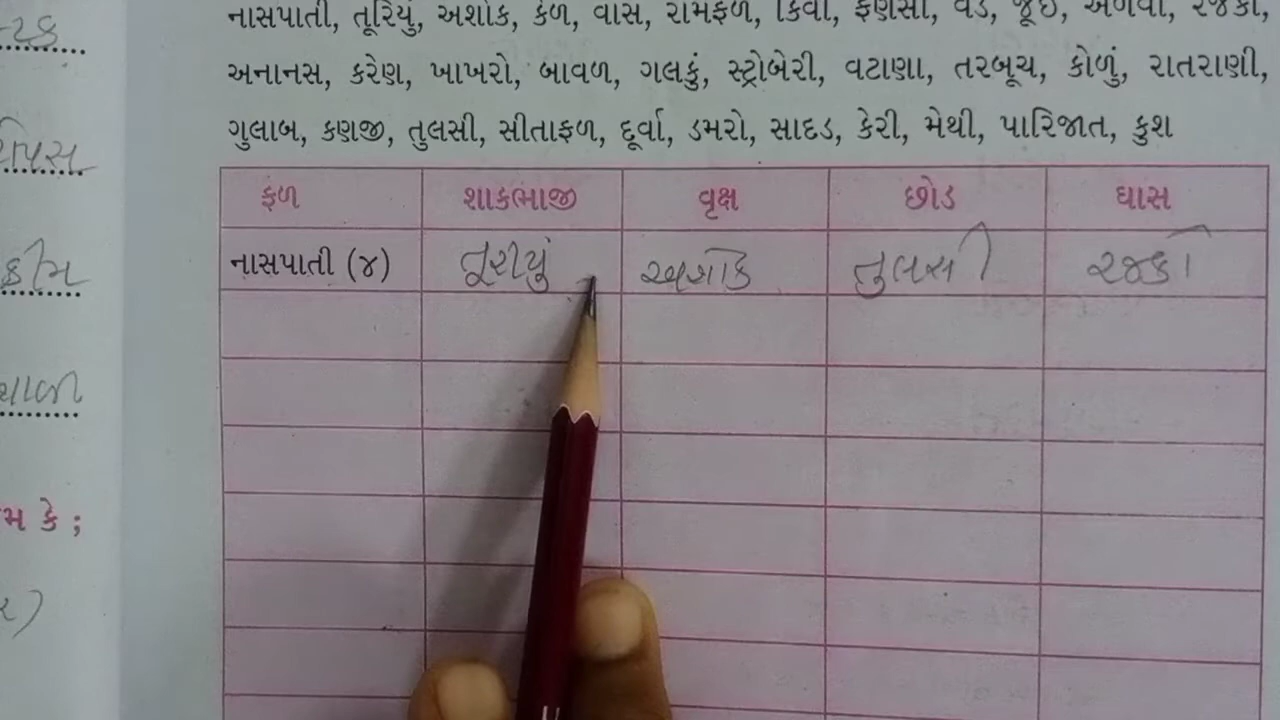 નાસપાતી, તૂરિયું, અશોક, કેળ, વાસ, રામફળ, કિવી, ફણસી, વડ, જૂઈ, અળવી, રજકો,
અનાનસ, કરેણ, ખાખરો, બાવળ, ગલકું, સ્ટ્રોબેરી, વટાણા, તરબૂચ, કોળું, રાતરાણી,
ગુલાબ, કણજી, તુલસી, સીતાફળ, દૂર્વા, ડમરો, સાદડ, કેરી, મેથી, પારિજાત, કુશ
ફળ શાકભાજી વૃક્ષ છોડ ઘાસ
નાસપાતી (૪) તૂરીયું અશોક તુલસી રજકો
મ કે ;